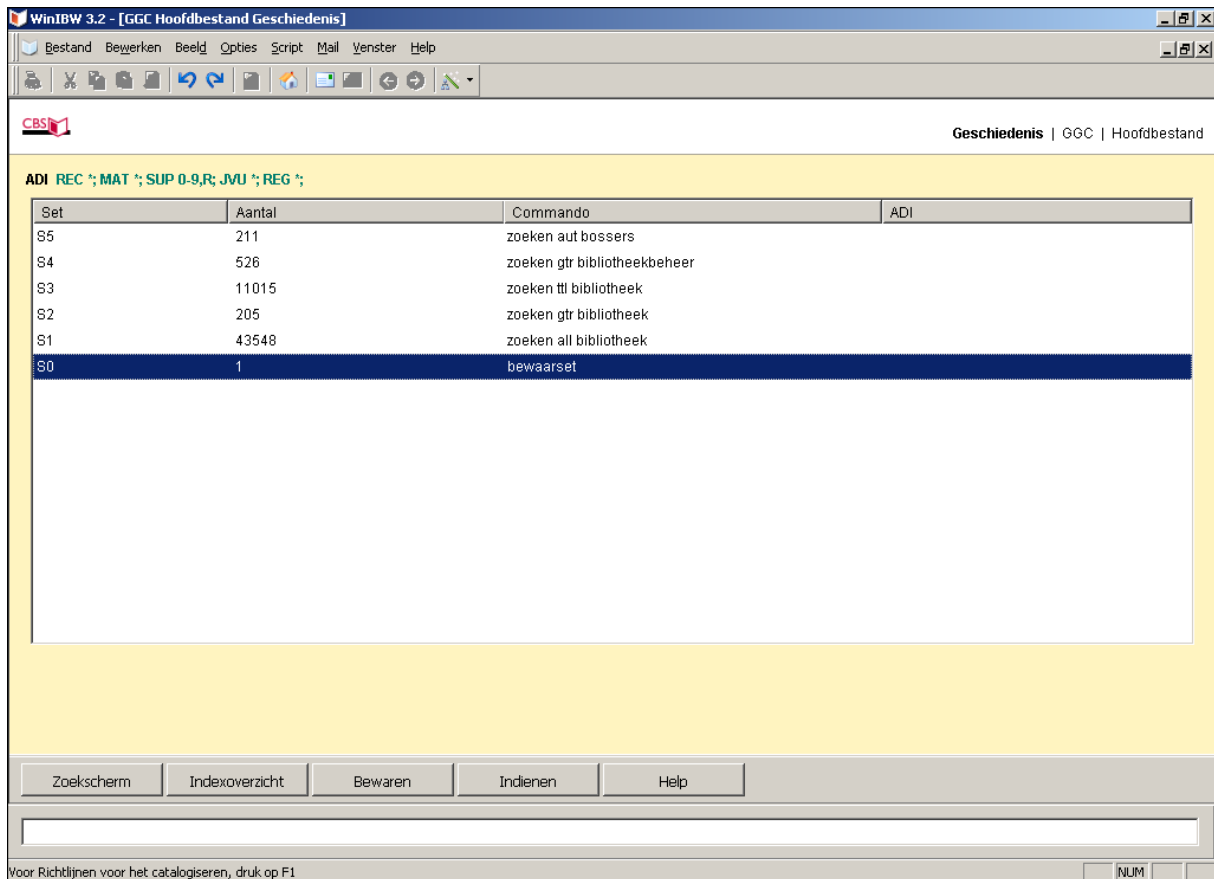 WinIBW 3.2 - [GGC Hoofdbestand Geschiedenis]
Bestand Bewerken Beeld Opties Script Mail Venster Help
CBS
Geschiedenis | GGC | Hoofdbestand
ADI REC *; MAT *; SUP 0-9,R; JVU *; REG *;
Set Aantal Commando ADI
S5 211 zoeken aut bossers
S4 526 zoeken gtr bibliotheekbeheer
S3 11015 zoeken ttl bibliotheek
S2 205 zoeken gtr bibliotheek
S1 43548 zoeken all bibliotheek
S0 1 bewaarset
Zoekscherm Indexoverzicht Bewaren Indienen Help
Voor Richtlijnen voor het catalogiseren, druk op F1 NUM